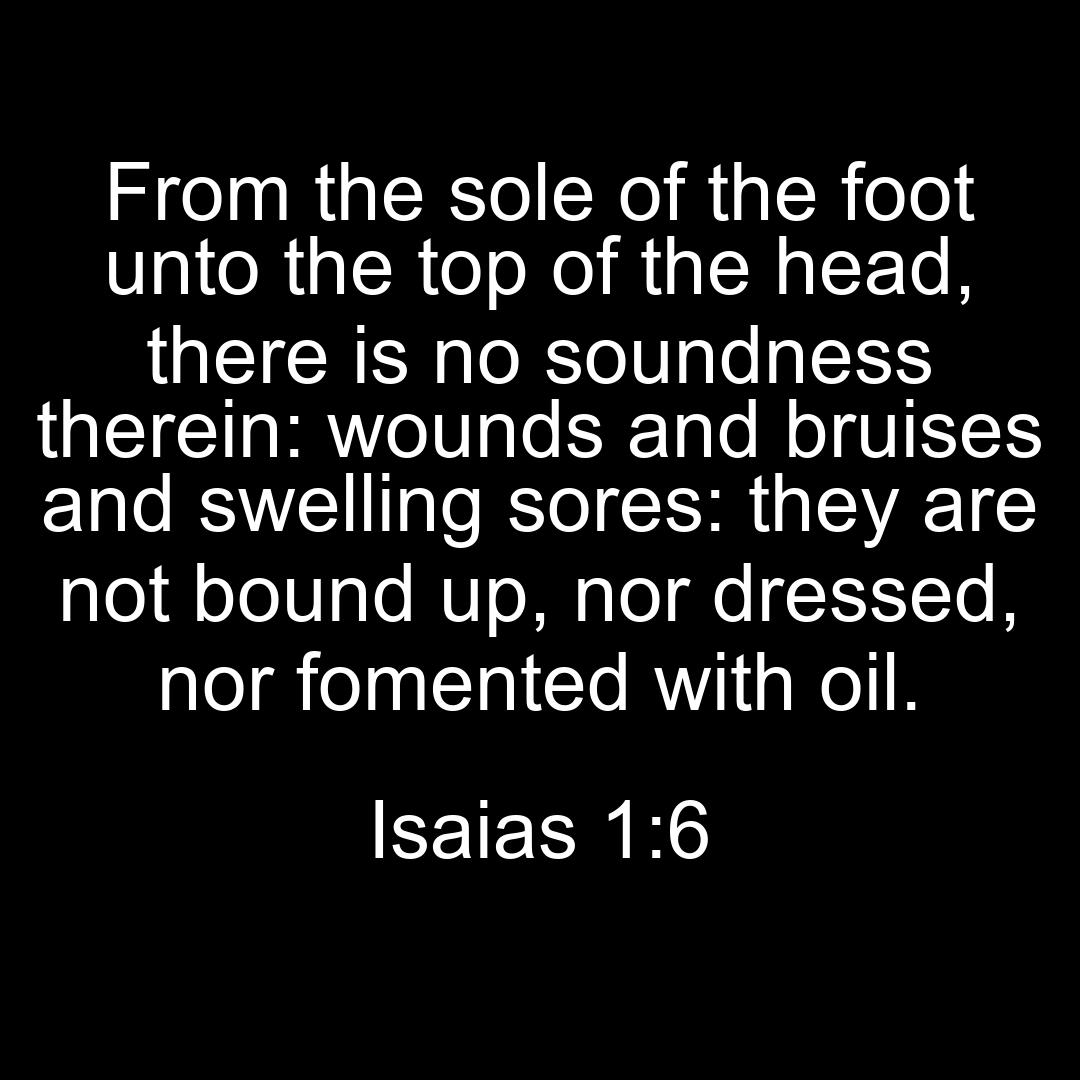 From the sole of the foot
unto the top of the head,
there is no soundness
therein: wounds and bruises
and swelling sores: they are
not bound up, nor dressed,
nor fomented with oil.
Isaias 1:6